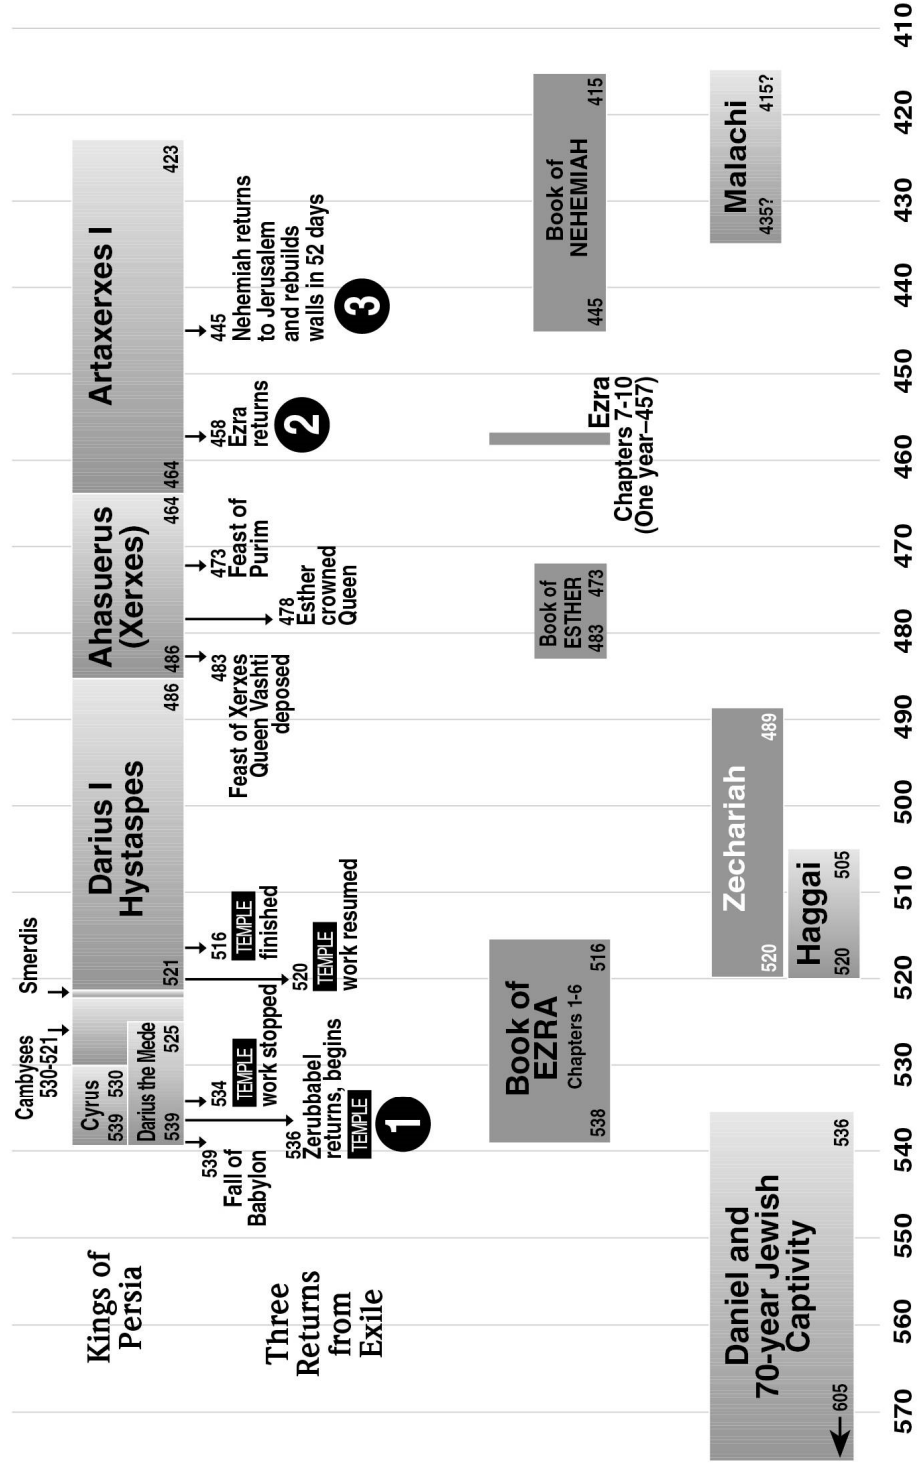 Kings of
Persia
Cambyses
530-521
Smerdis
Cyrus
539 530
Darius the Mede
539 525
Darius I
Hystaspes
521 486
Ahasuerus
(Xerxes)
486 464
Artaxerxes I
464 423
Three
Returns
from
Exile
539
Fall of
Babylon
536
Zerubbabel
returns, begins
TEMPLE
1
534
TEMPLE
work stopped
520
TEMPLE
work resumed
516
TEMPLE
finished
483
Feast of Xerxes
Queen Vashti
deposed
478
Esther
crowned
Queen
473
Feast of
Purim
458
Ezra
returns
2
445
Nehemiah returns
to Jerusalem
and rebuilds
walls in 52 days
3
Book of
EZRA
Chapters 1-6
538 516
Book of
ESTHER
483 473
Ezra
Chapters 7-10
(One year–457)
Book of
NEHEMIAH
445 415
Daniel and
70-year Jewish
Captivity
605 536
Zechariah
520 489
Haggai
520 505
Malachi
435? 415?
570 560 550 540 530 520 510 500 490 480 470 460 450 440 430 420 410